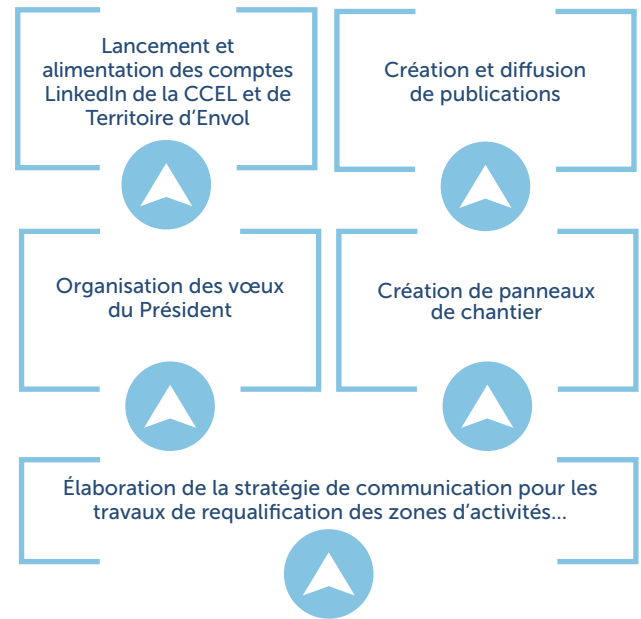 Lancement et
alimentation des comptes
LinkedIn de la CCEL et de
Territoire d’Envol
Création et diffusion
de publications
Organisation des vœux
du Président
Création de panneaux
de chantier
Élaboration de la stratégie de communication pour les
travaux de requalification des zones d’activités...